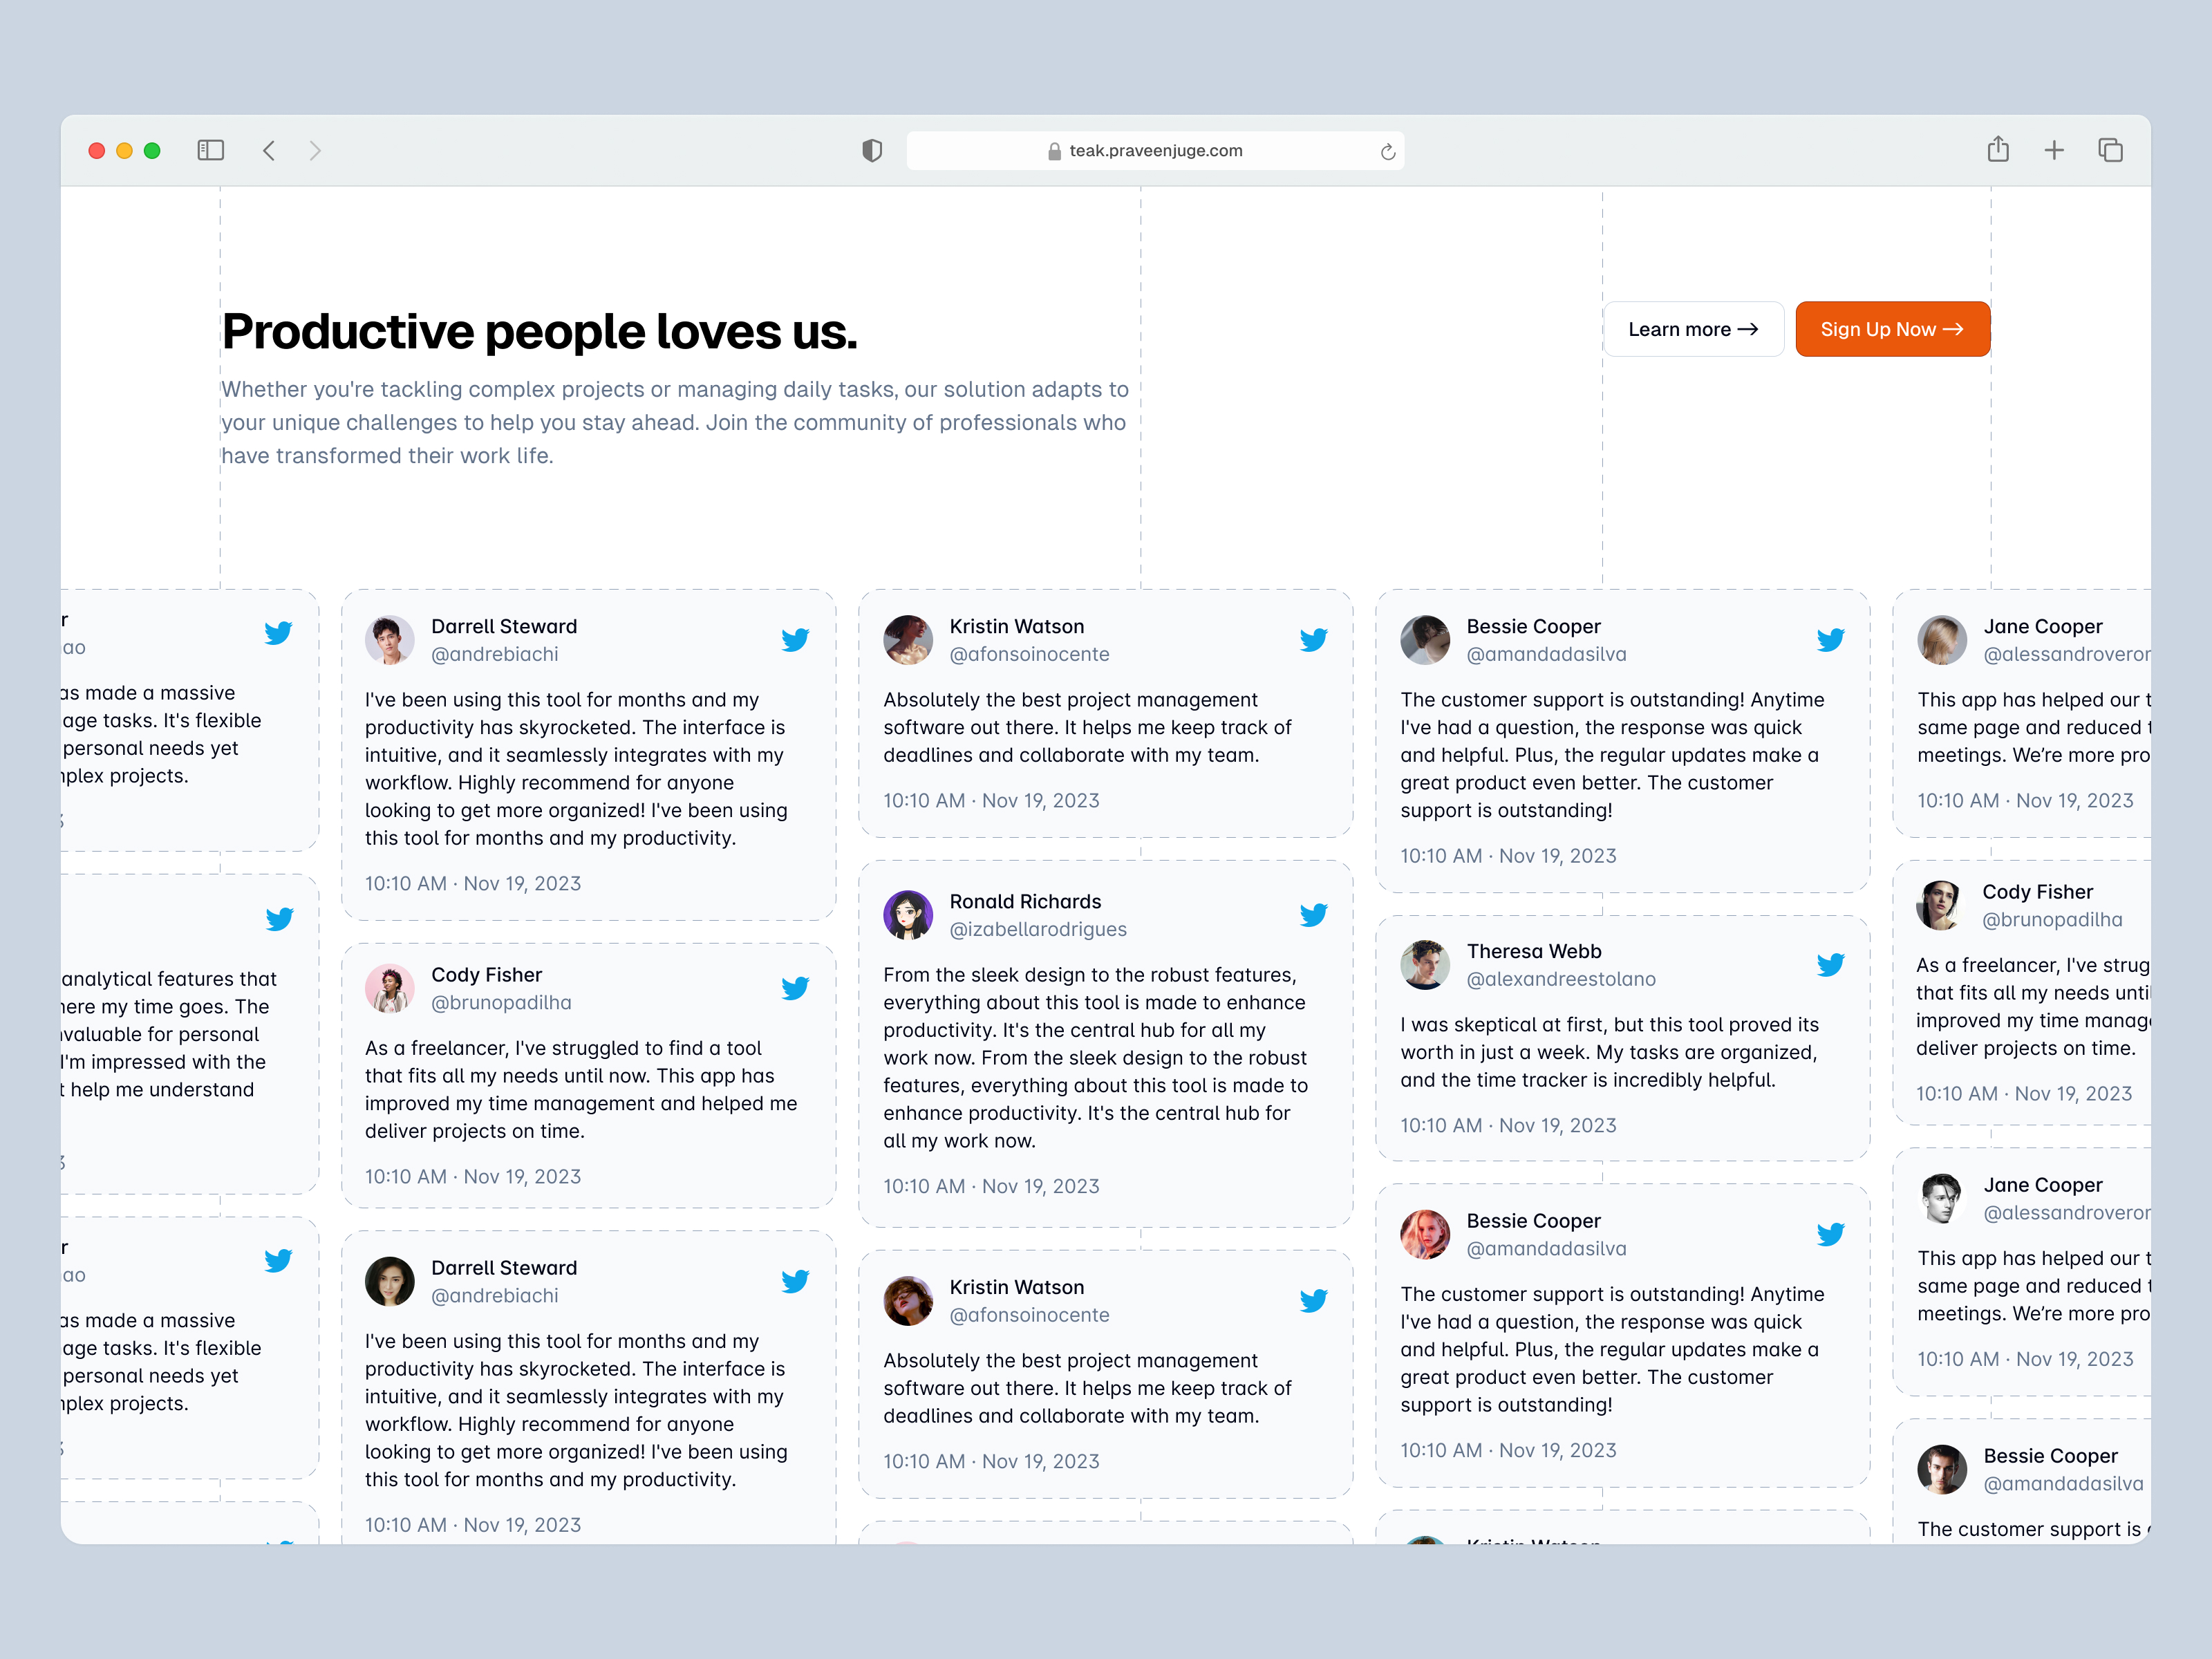 teak.praveenjuge.com
Productive people loves us.
Whether you're tackling complex projects or managing daily tasks, our solution adapts to
your unique challenges to help you stay ahead. Join the community of professionals who
have transformed their work life.
Learn more →
Sign Up Now →
made a massive
tasks. It's flexible
personal needs yet
projects.
analytical features that
my time goes. The
for personal
I'm impressed with the
help me understand
made a massive
tasks. It's flexible
personal needs yet
projects.
Darrell Steward
@andrebiachi
I've been using this tool for months and my
productivity has skyrocketed. The interface is
intuitive, and it seamlessly integrates with my
workflow. Highly recommend for anyone
looking to get more organized! I've been using
this tool for months and my productivity.
10:10 AM · Nov 19, 2023
Cody Fisher
@brunopadilha
As a freelancer, I've struggled to find a tool
that fits all my needs until now. This app has
improved my time management and helped me
deliver projects on time.
10:10 AM · Nov 19, 2023
Darrell Steward
@andrebiachi
I've been using this tool for months and my
productivity has skyrocketed. The interface is
intuitive, and it seamlessly integrates with my
workflow. Highly recommend for anyone
looking to get more organized! I've been using
this tool for months and my productivity.
10:10 AM · Nov 19, 2023
Kristin Watson
@afonsoinocente
Absolutely the best project management
software out there. It helps me keep track of
deadlines and collaborate with my team.
10:10 AM · Nov 19, 2023
Ronald Richards
@izabellarodrigues
From the sleek design to the robust features,
everything about this tool is made to enhance
productivity. It's the central hub for all my
work now. From the sleek design to the robust
features, everything about this tool is made to
enhance productivity. It's the central hub for
all my work now.
10:10 AM · Nov 19, 2023
Kristin Watson
@afonsoinocente
Absolutely the best project management
software out there. It helps me keep track of
deadlines and collaborate with my team.
10:10 AM · Nov 19, 2023
Bessie Cooper
@amandadasilva
The customer support is outstanding! Anytime
I've had a question, the response was quick
and helpful. Plus, the regular updates make a
great product even better. The customer
support is outstanding!
10:10 AM · Nov 19, 2023
Theresa Webb
@alexandreestolano
I was skeptical at first, but this tool proved its
worth in just a week. My tasks are organized,
and the time tracker is incredibly helpful.
10:10 AM · Nov 19, 2023
Bessie Cooper
@amandadasilva
The customer support is outstanding! Anytime
I've had a question, the response was quick
and helpful. Plus, the regular updates make a
great product even better. The customer
support is outstanding!
10:10 AM · Nov 19, 2023
Kristin Watson
Jane Cooper
@alessandroveror
This app has helped our
same page and reduced
meetings. We’re more
10:10 AM · Nov 19, 2023
Cody Fisher
@brunopadilha
As a freelancer, I've
that fits all my needs
improved my time
deliver projects on time.
10:10 AM · Nov 19, 2023
Jane Cooper
@alessandroveror
This app has helped our
same page and reduced
meetings. We’re more
10:10 AM · Nov 19, 2023
Bessie Cooper
@amandadasilva
The customer support is